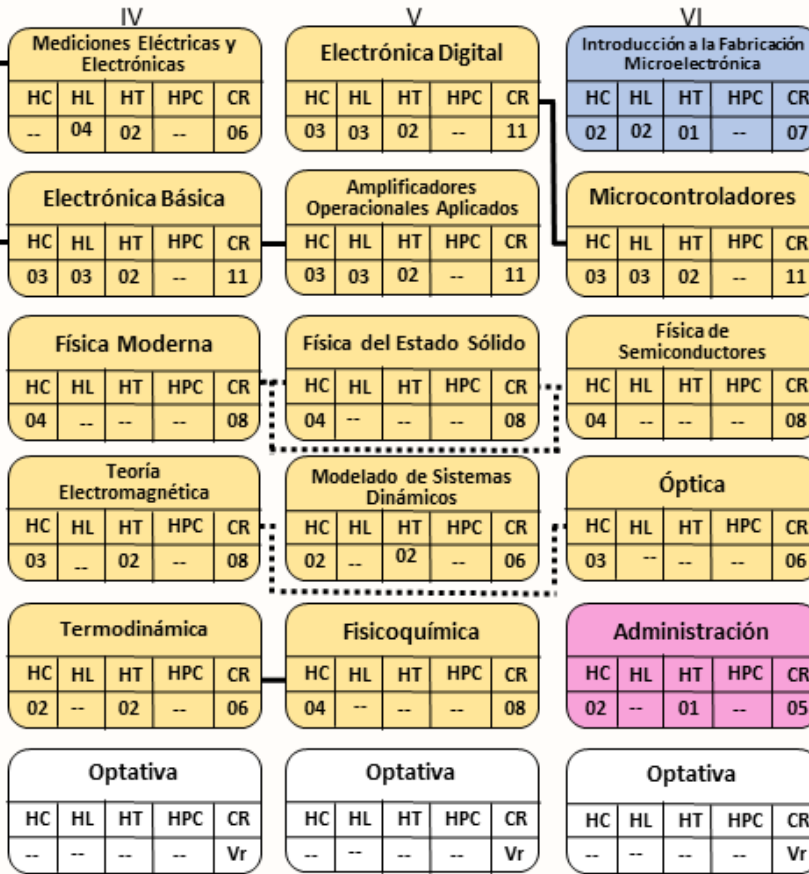 IV V VI
Mediciones Eléctricas y
Electrónicas
HC HL HT HPC CR
-- 04 02 -- 06
Electrónica Digital
HC HL HT HPC CR
03 03 02 -- 11
Introducción a la Fabricación
Microelectrónica
HC HL HT HPC CR
02 02 01 -- 07
Electrónica Básica
HC HL HT HPC CR
03 03 02 -- 11
Amplificadores
Operacionales Aplicados
HC HL HT HPC CR
03 03 02 -- 11
Microcontroladores
HC HL HT HPC CR
03 03 02 -- 11
Física Moderna
HC HL HT HPC CR
04 -- -- -- 08
Física del Estado Sólido
HC HL HT HPC CR
04 -- -- -- 08
Física de
Semiconductores
HC HL HT HPC CR
04 -- -- -- 08
Teoría
Electromagnética
HC HL HT HPC CR
03 -- 02 -- 08
Modelado de Sistemas
Dinámicos
HC HL HT HPC CR
02 -- 02 -- 06
Óptica
HC HL HT HPC CR
03 -- -- -- 06
Termodinámica
HC HL HT HPC CR
02 -- 02 -- 06
Fisicoquímica
HC HL HT HPC CR
04 -- -- -- 08
Administración
HC HL HT HPC CR
02 -- 01 -- 05
Optativa
HC HL HT HPC CR
-- -- -- -- Vr
Optativa
HC HL HT HPC CR
-- -- -- -- Vr
Optativa
HC HL HT HPC CR
-- -- -- -- Vr